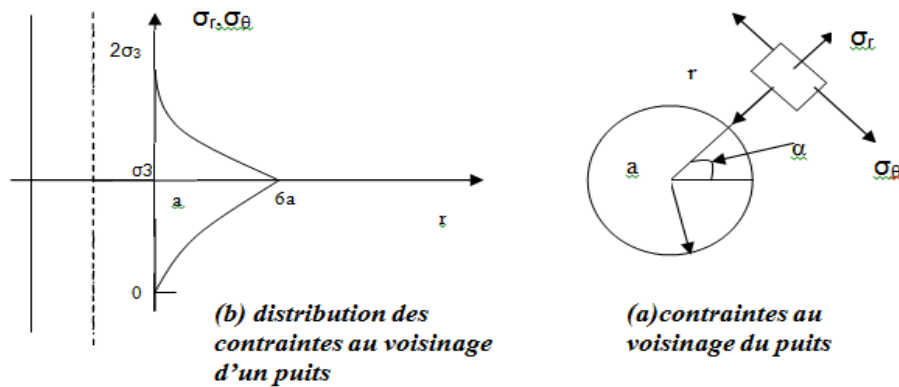 σr,σθ
2σ3
σ3
a
6a
r
0
(b) distribution des
contraintes au voisinage
d'un puits
σr
r
a
α
σθ
(a)contraintes au
voisinage du puits